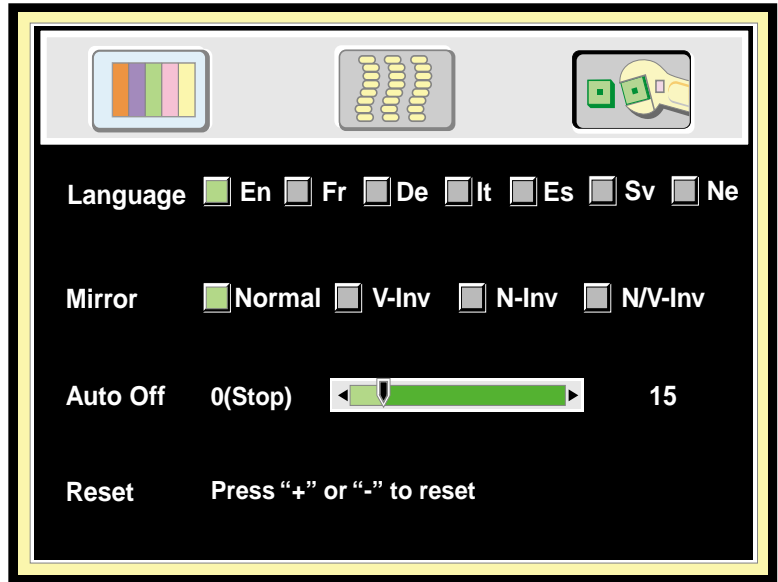 Language En Fr De It Es Sv Ne
Mirror Normal V-Inv N-Inv N/V-Inv
Auto Off 0(Stop) 15
Reset Press “+” or “-” to reset